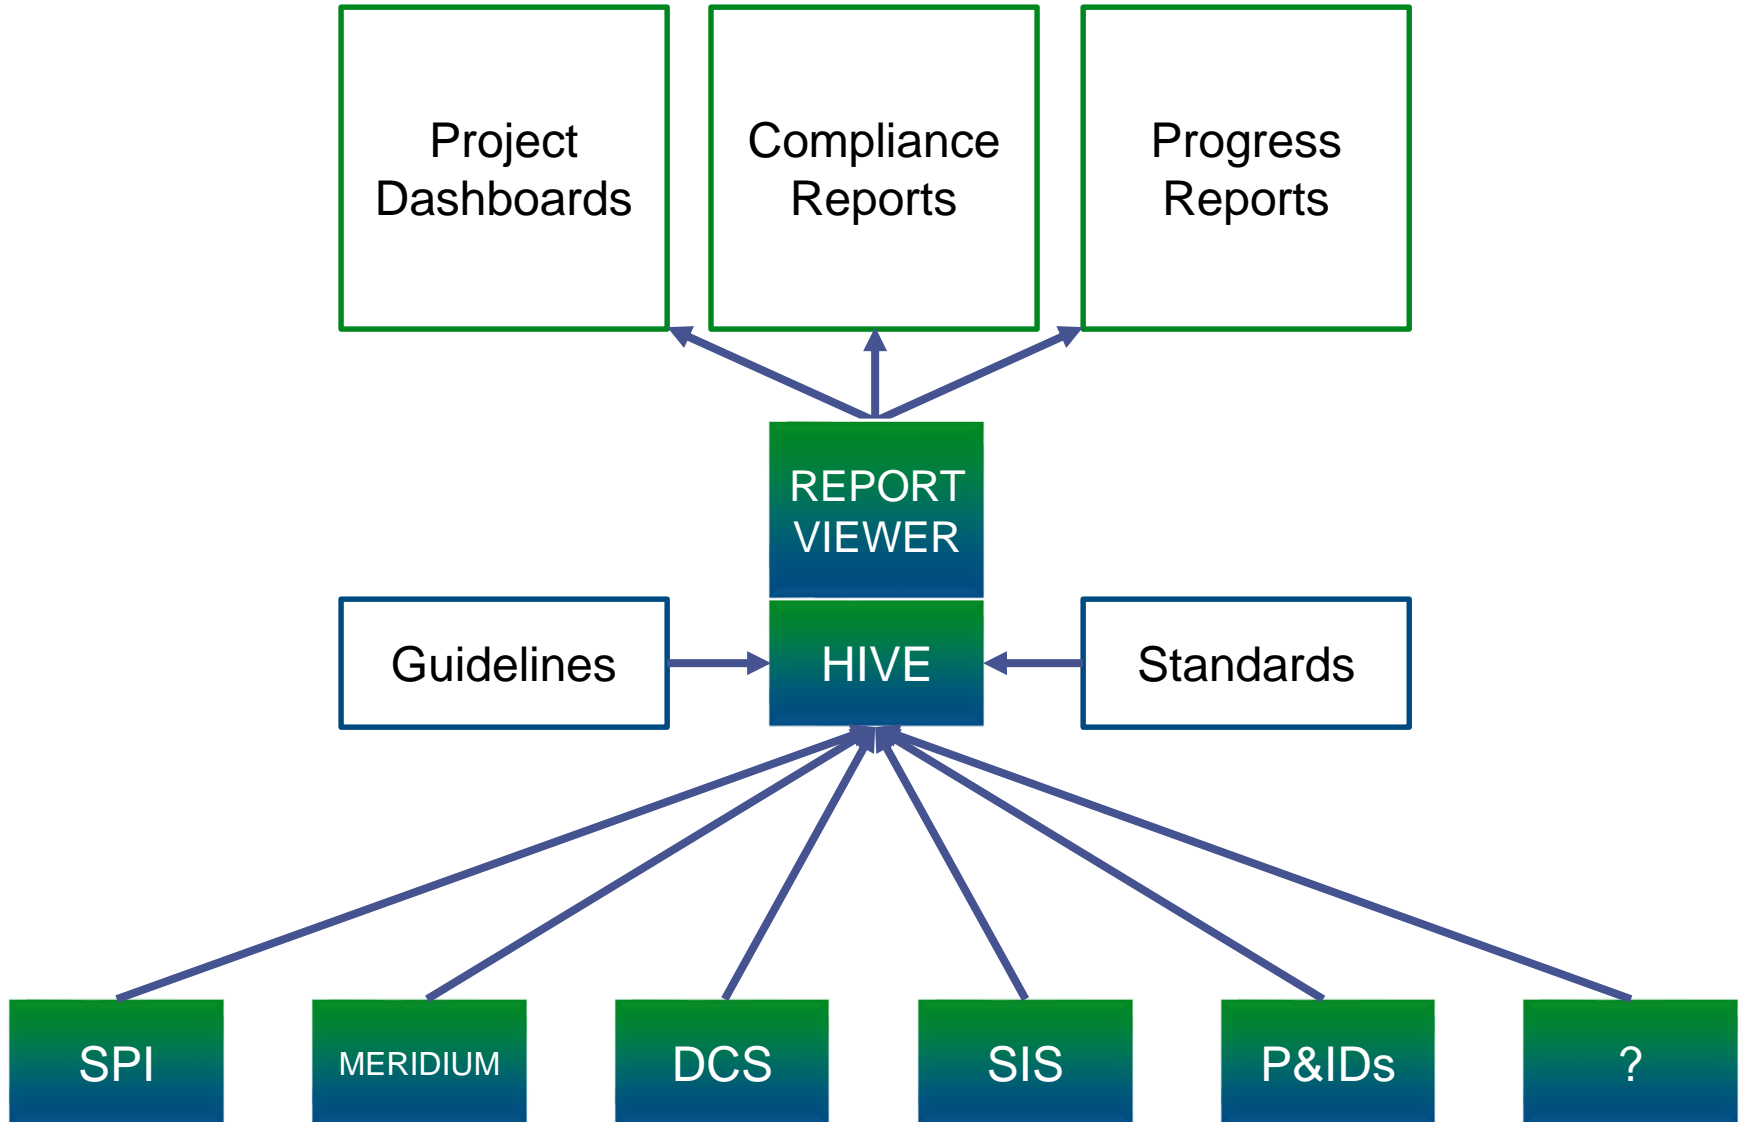 Project
Dashboards
Compliance
Reports
Progress
Reports
REPORT
VIEWER
Guidelines
HIVE
Standards
SPI
MERIDIUM
DCS
SIS
P&IDs
?